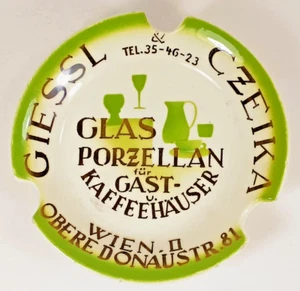 GIESSL & CZEIKA
TEL. 35-46-23
GLAS
PORZELLAN
für
GAST-
u.
KAFFEEHÄUSER
WIEN. II
OBERE DONAUSTR. 81